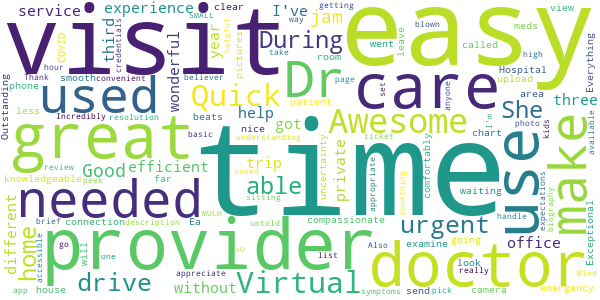 service experience I've clear way getting
credentials SMALL helpful jam year called blown view meds
hour COVID third pictures During went leave Everything
visit easy
Outstanding Thank smooth convenient wonderful Dr take room Hospital high
phone believer page set anyone upload
used care She
less Incredibly resolution Quick help patient area three
beats nice got chart I'm photo kids available
great basic understanding Awesome ticket use make
Good efficient trip private appropriate comfortably
review saved uncertainty something waiting
knowledgeable peek far able sitting urgent biography expectations
different needed time
home brief description MULH compassionate office handle Exceptional
connection Ea untold Also examine going
provider doctor
accessible go will one so list look really
drive appreciate Virtual without send pick Mind
app house symptoms camera emergency